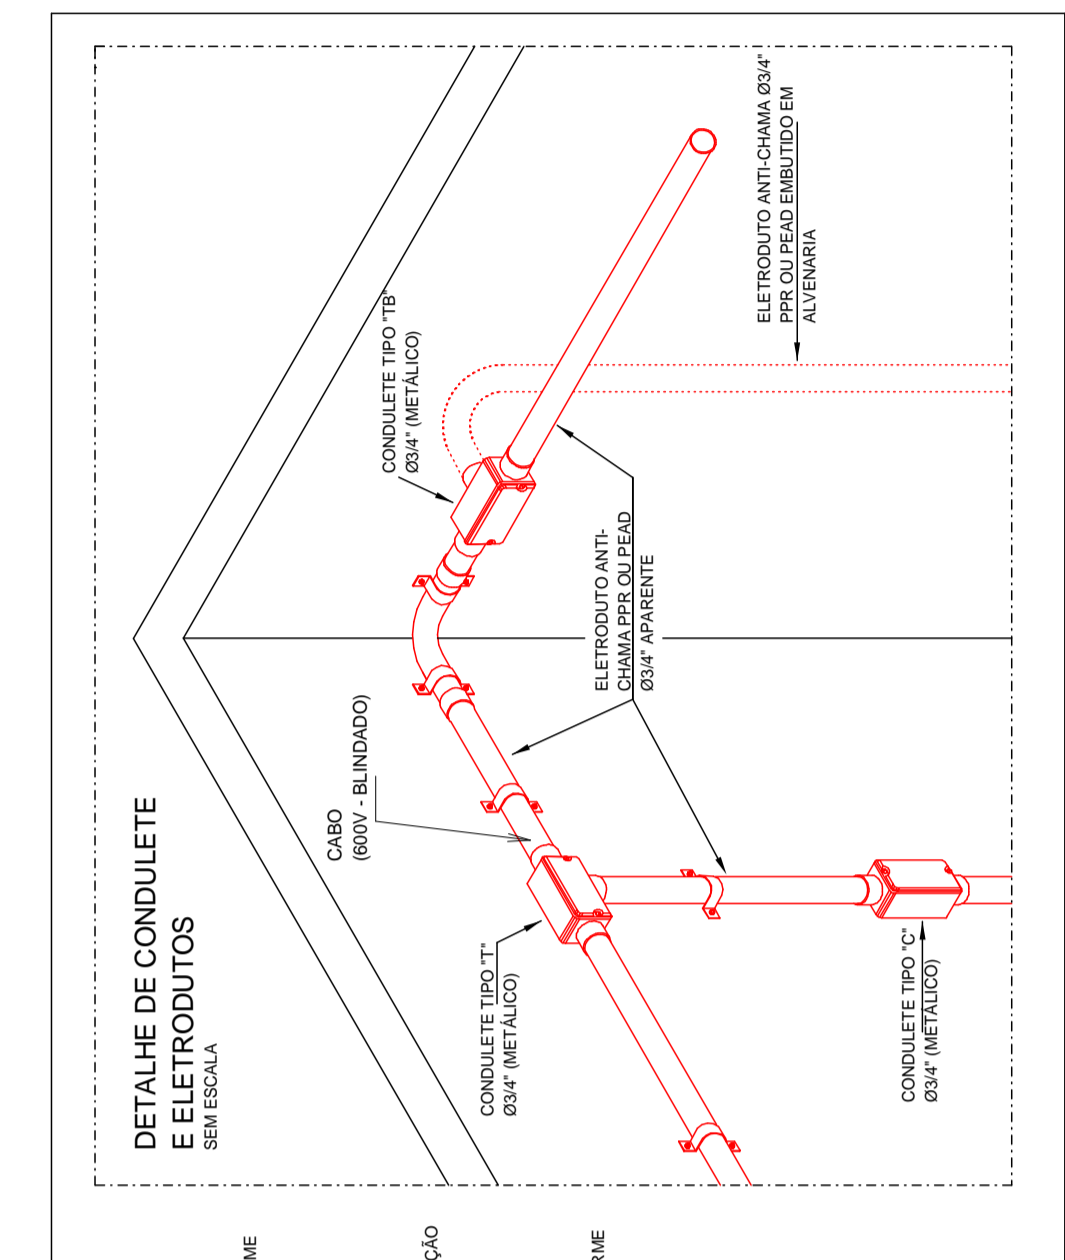 DETALHE DE CONDULETE
E ELETRODUTOS
SEM ESCALA
CABO
(600V - BLINDADO)
CONDULETE TIPO "TB"
Ø3/4" (METÁLICO)
ELETRODUTO ANTI-CHAMA Ø3/4"
PPR OU PEAD EMBUTIDO EM
ALVENARIA
ELETRODUTO ANTI-
CHAMA PPR OU PEAD
Ø3/4" APARENTE
CONDULETE TIPO "T"
Ø3/4" (METÁLICO)
CONDULETE TIPO "C"
Ø3/4" (METÁLICO)
ME
ÇÃO
RME